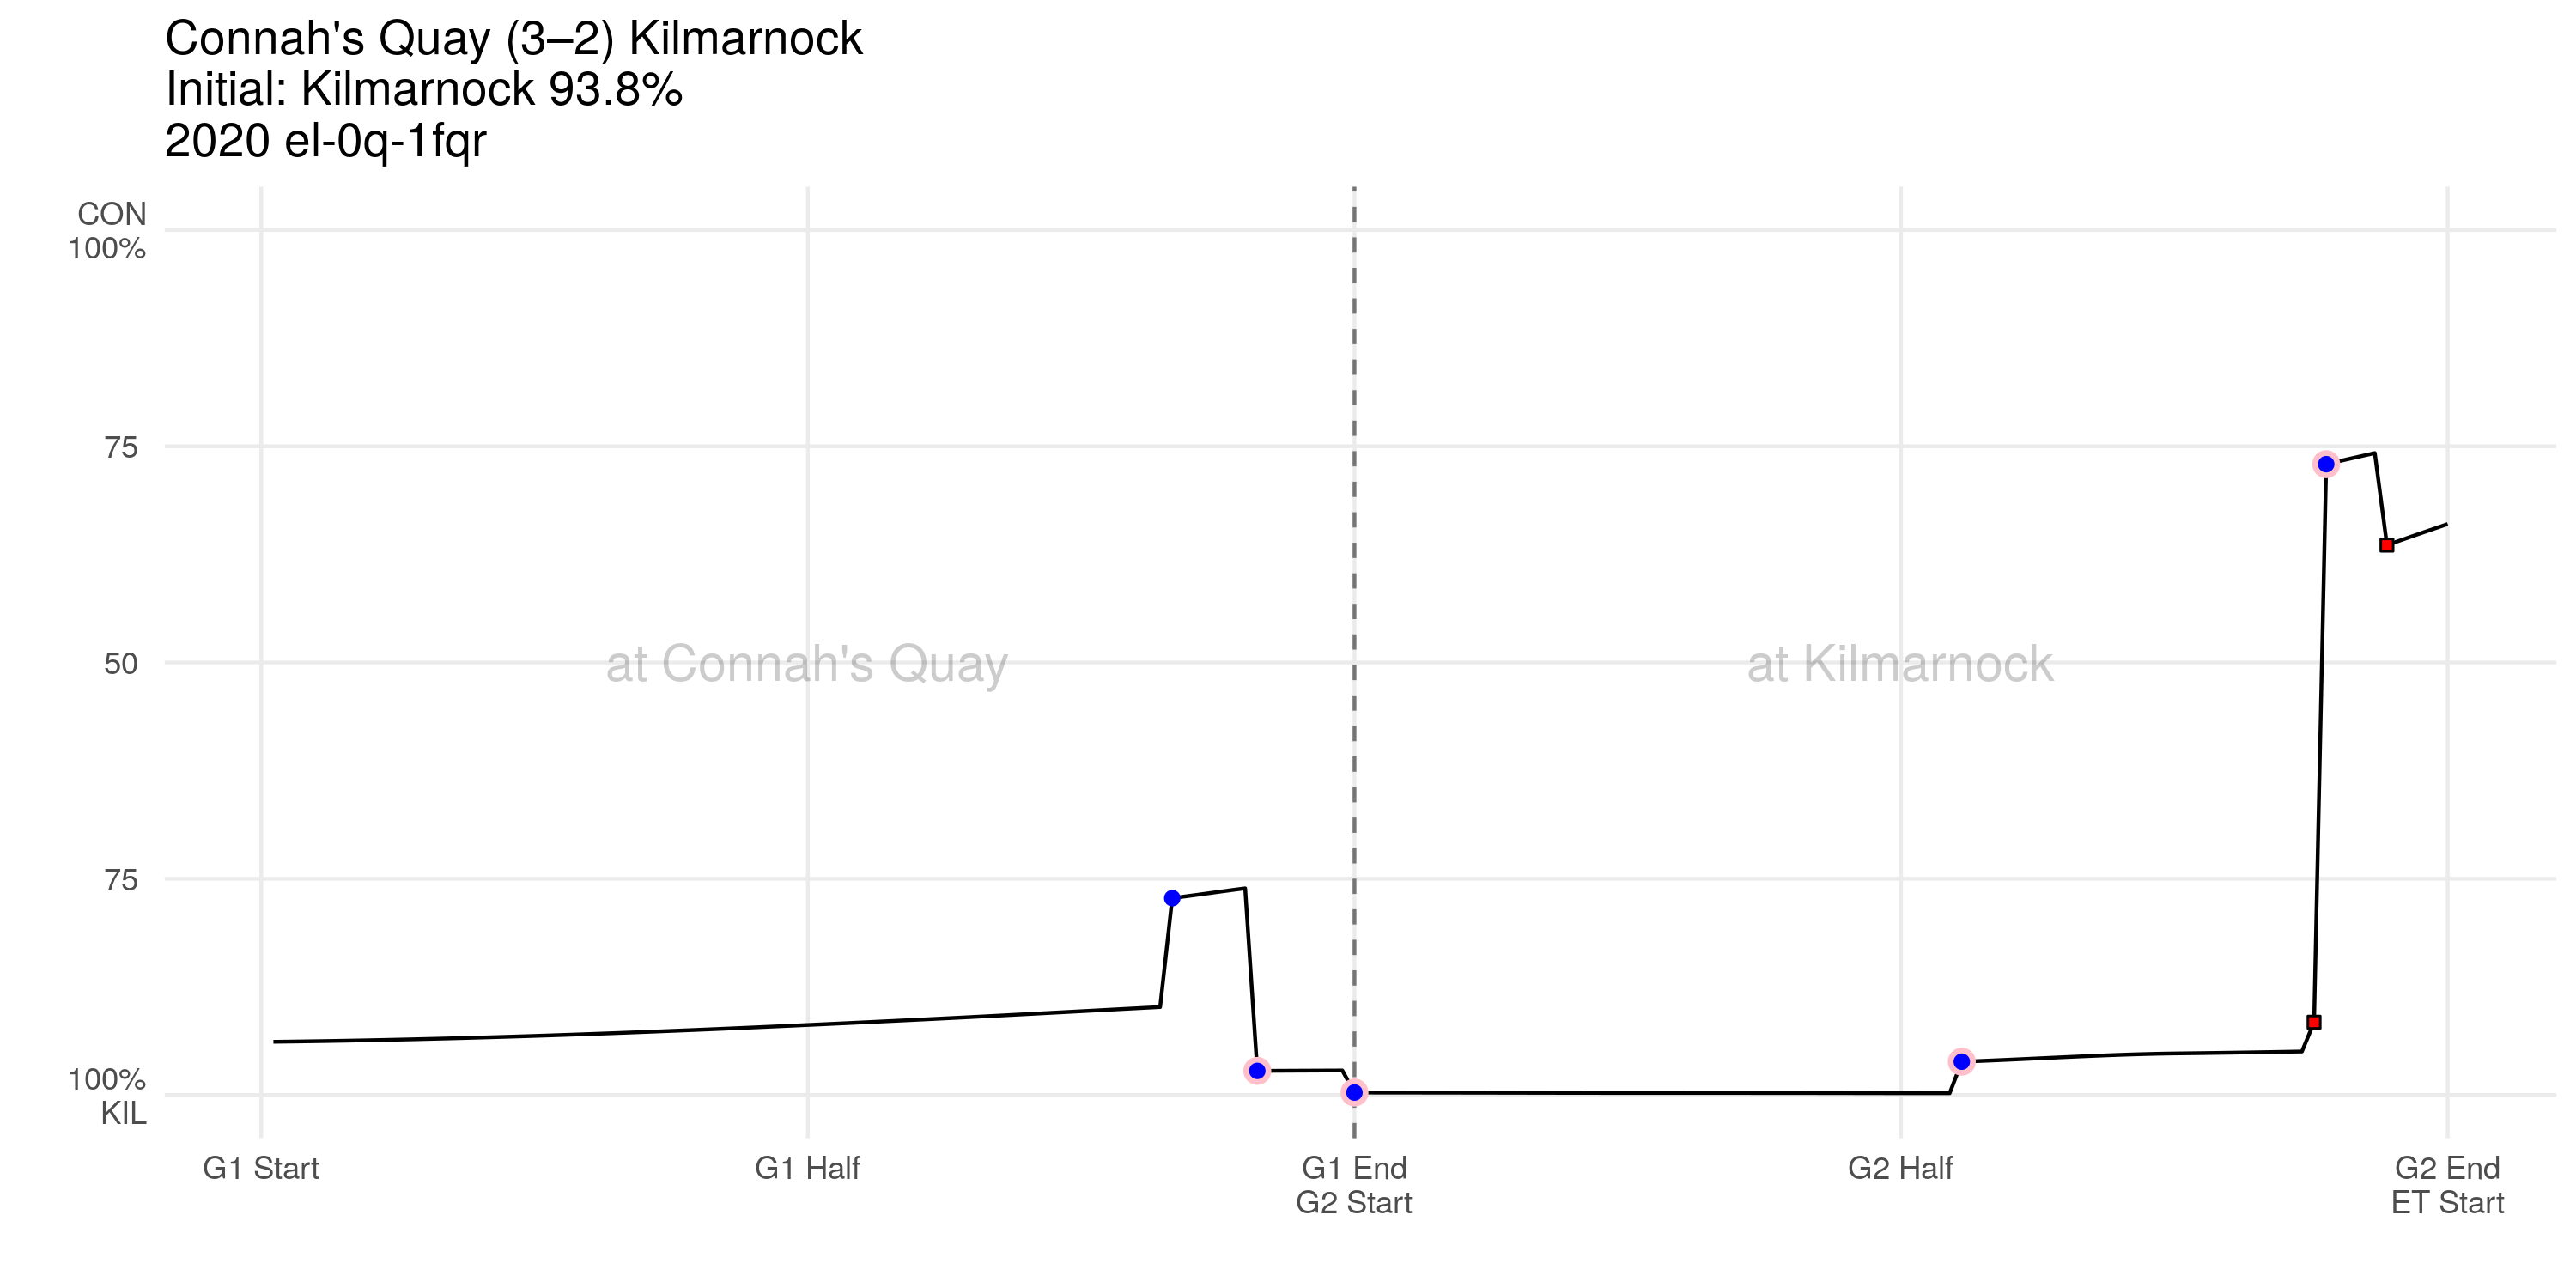 Connah's Quay (3–2) Kilmarnock
Initial: Kilmarnock 93.8%
2020 el-0q-1fqr
CON
100%
75
50
75
100%
KIL
at Connah's Quay
at Kilmarnock
G1 Start
G1 Half
G1 End
G2 Start
G2 Half
G2 End
ET Start